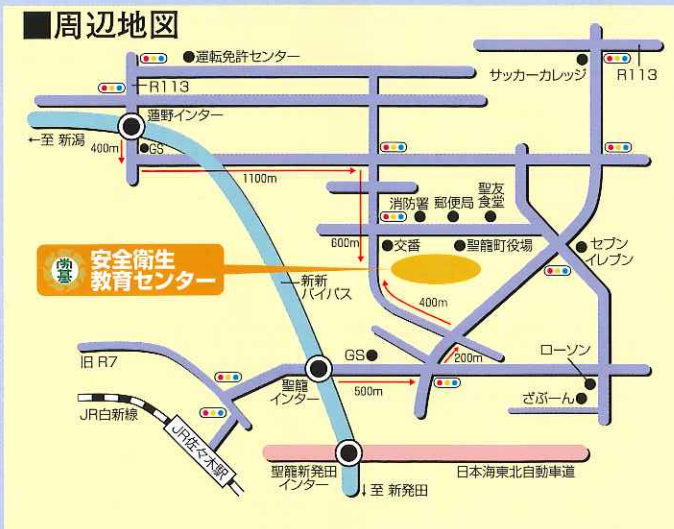 ■周辺地図
運転免許センター
サッカーカレッジ
R113
R113
蓮野インター
←至 新潟
400m
GS
1100m
消防署
郵便局
聖友
食堂
600m
交番
聖籠町役場
セブン
イレブン
安全衛生
教育センター
新新
バイパス
400m
旧 R7
GS
200m
ローソン
聖籠
インター
500m
ざぶーん
JR白新線
JR佐々木駅
聖籠新発田
インター
日本海東北自動車道
↓至 新発田